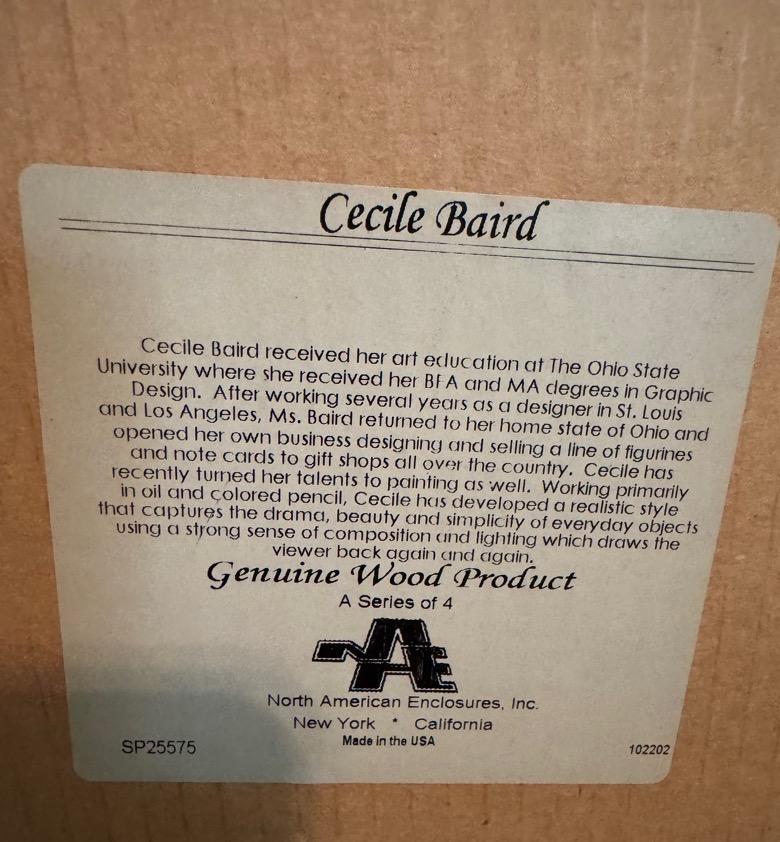 Cecile Baird
Cecile Baird received her art education at The Ohio State
University where she received her BFA and MA degrees in Graphic
Design. After working several years as a designer in St. Louis
and Los Angeles, Ms. Baird returned to her home state of Ohio and
opened her own business designing and selling a line of figurines
and note cards to gift shops all over the country. Cecile has
recently turned her talents to painting as well. Working primarily
in oil and colored pencil, Cecile has developed a realistic style
that captures the drama, beauty and simplicity of everyday objects
using a strong sense of composition and lighting which draws the
viewer back again and again.
Genuine Wood Product
A Series of 4
NAE
North American Enclosures, Inc.
New York * California
Made in the USA
SP25575 102202